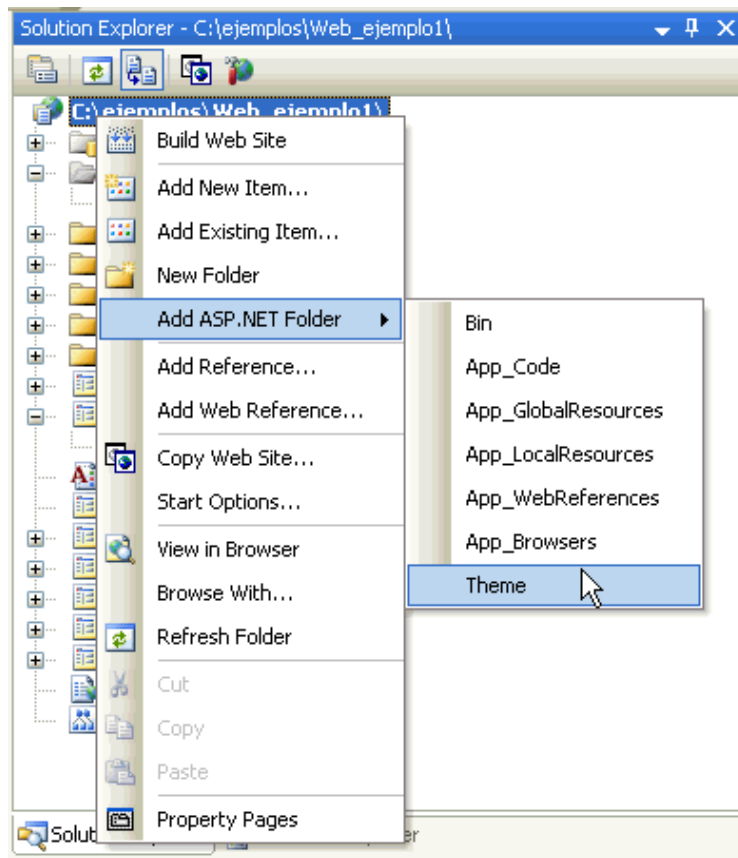 Solution Explorer - C:\ejemplos\Web_ejemplo1\
C:\ejemplos\Web_ejemplo1\
Build Web Site
Add New Item...
Add Existing Item...
New Folder
Add ASP.NET Folder
Add Reference...
Add Web Reference...
Copy Web Site...
Start Options...
View in Browser
Browse With...
Refresh Folder
Cut
Copy
Paste
Property Pages
Bin
App_Code
App_GlobalResources
App_LocalResources
App_WebReferences
App_Browsers
Theme
Solut
er